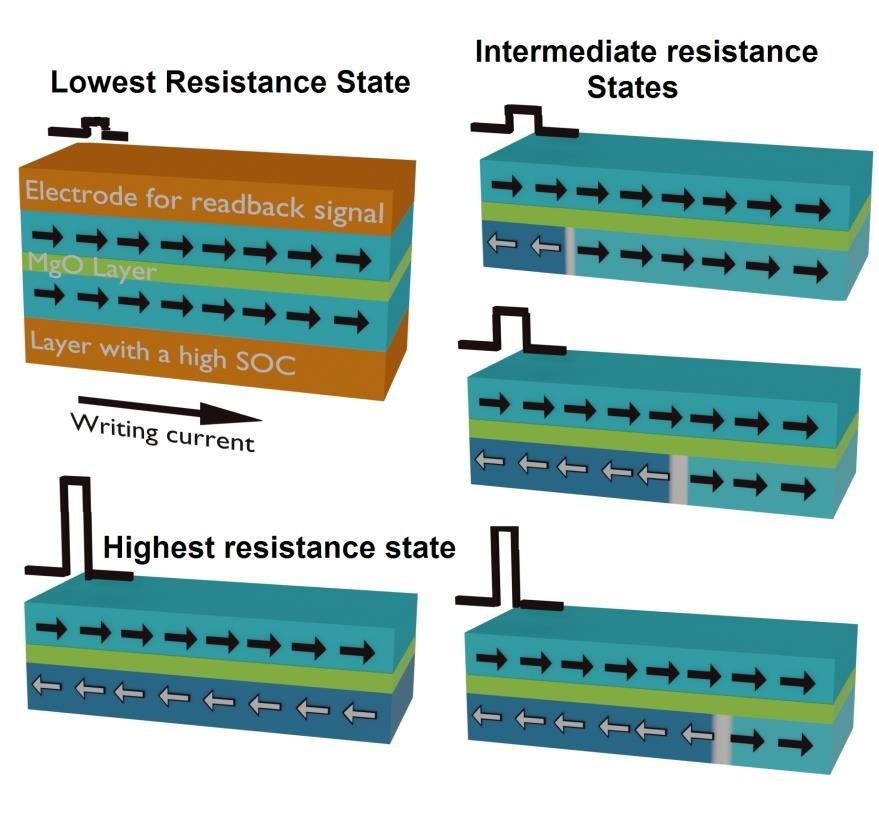 Lowest Resistance State
Electrode for readback signal
MgO Layer
Layer with a high SOC
Writing current
Highest resistance state
Intermediate resistance
States